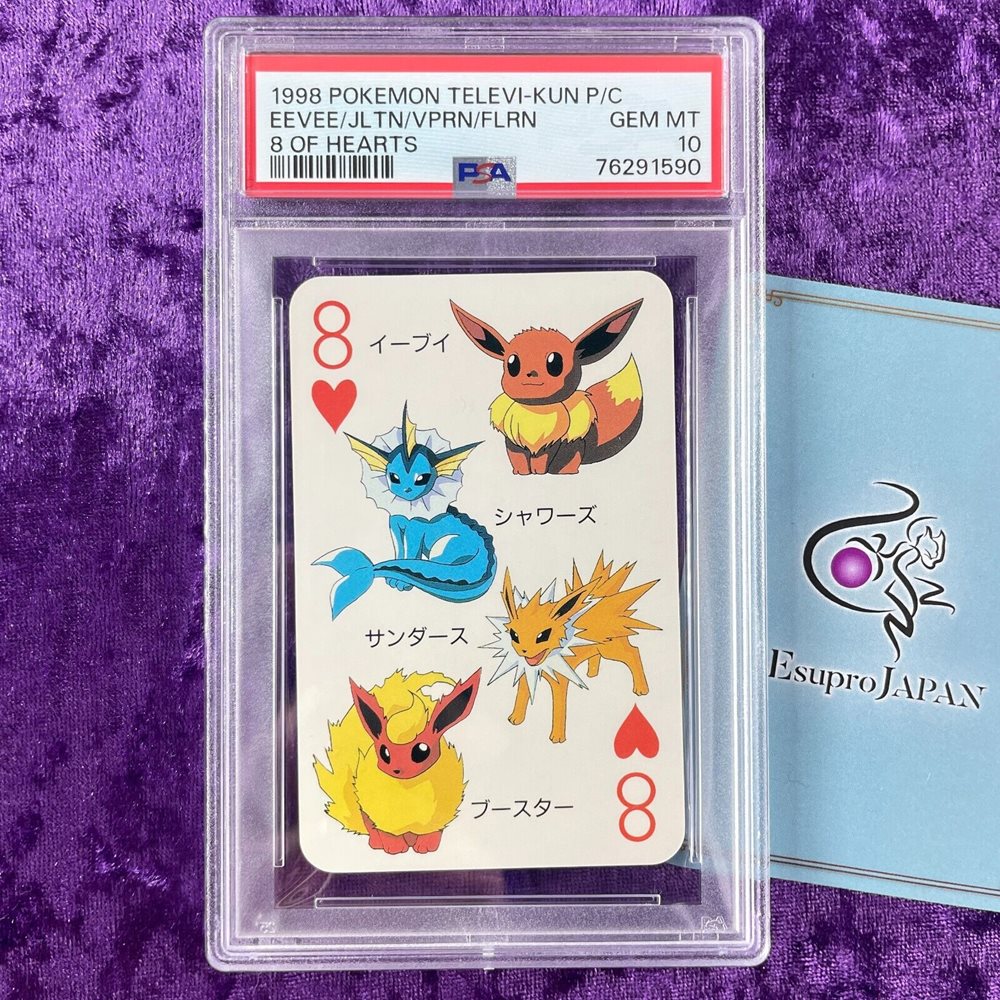 1998 POKEMON TELEVI-KUN P/C
EEVEE/JLTN/VPRN/FLRN GEM MT
8 OF HEARTS 10
PSA 76291590
8
イーブイ
シャワーズ
サンダース
ブースター
8
EsuproJAPAN